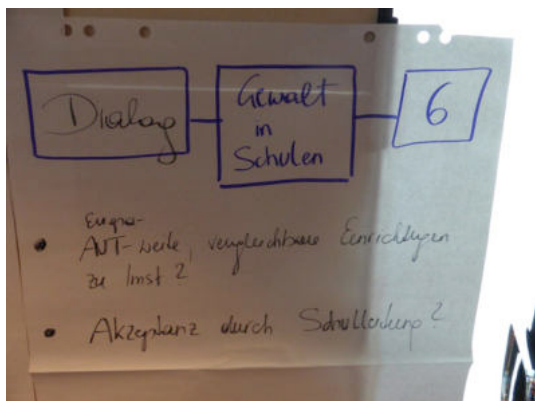 Dialog
Gewalt
in
Schulen
6
Europa-
AUT-weite, vergleichbare Einrichtungen
zu Imst?
Akzeptanz durch Schulleitung?